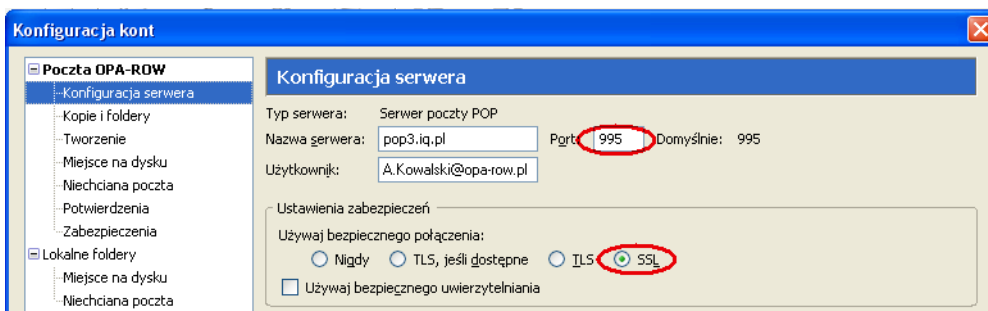 Konfiguracja kont
Poczta OPA-ROW
Konfiguracja serwera
Kopie i foldery
Tworzenie
Miejsce na dysku
Niechciana poczta
Potwierdzenia
Zabezpieczenia
Lokalne foldery
Miejsce na dysku
Niechciana poczta
Konfiguracja serwera
Typ serwera: Serwer poczty POP
Nazwa serwera: pop3.iq.pl Port: 995 Domyślnie: 995
Użytkownik: A.Kowalski@opa-row.pl
Ustawienia zabezpieczeń
Używaj bezpiecznego połączenia:
Nigdy TLS, jeśli dostępne TLS SSL
Używaj bezpiecznego uwierzytelniania